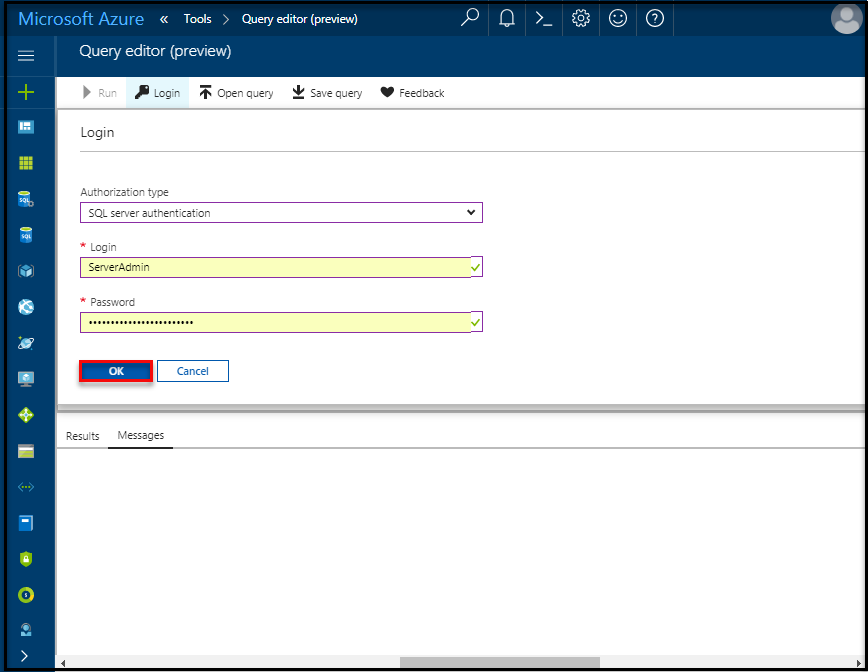 Microsoft Azure « Tools > Query editor (preview)
Query editor (preview)
Run Login Open query Save query Feedback
Login
Authorization type
SQL server authentication
* Login
ServerAdmin
* Password
••••••••••••••••••••••••
OK Cancel
Results Messages